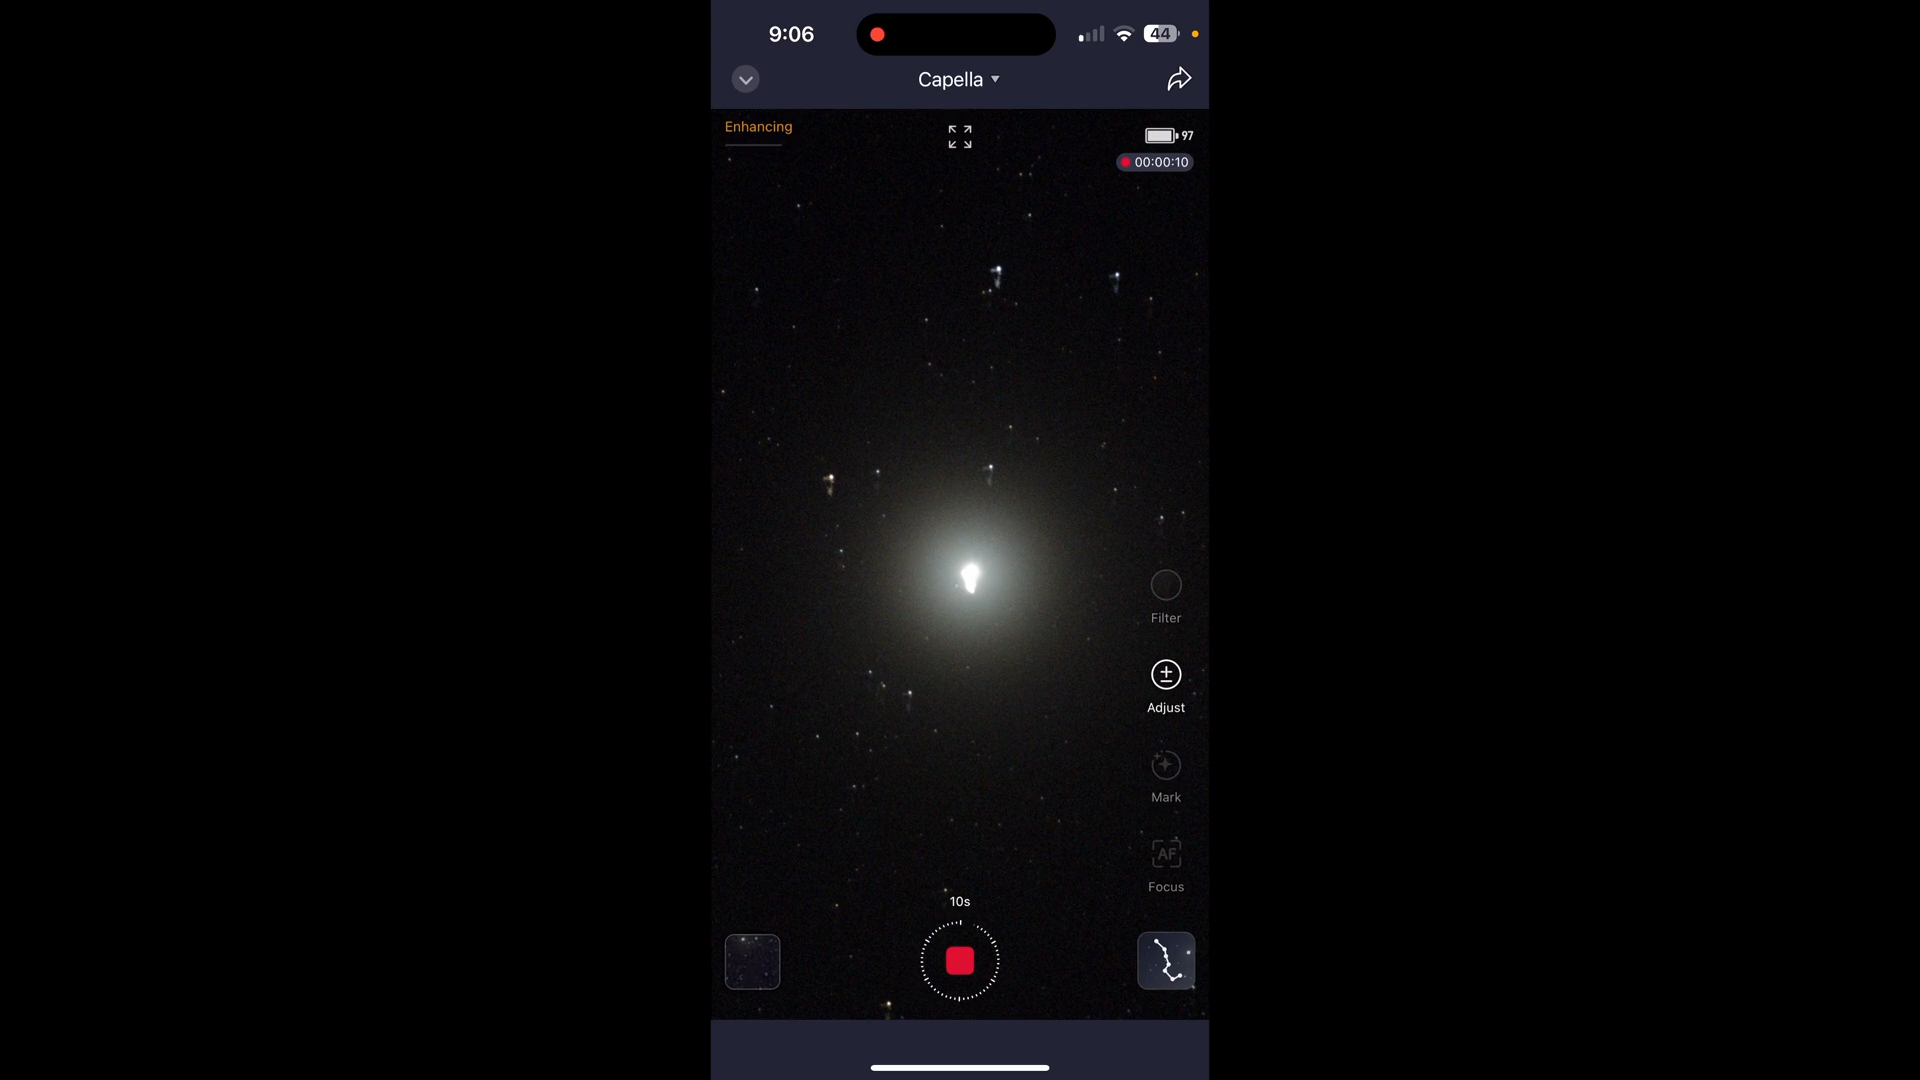 9:06
44
Capella
Enhancing
97
00:00:10
Filter
Adjust
Mark
AF
Focus
10s